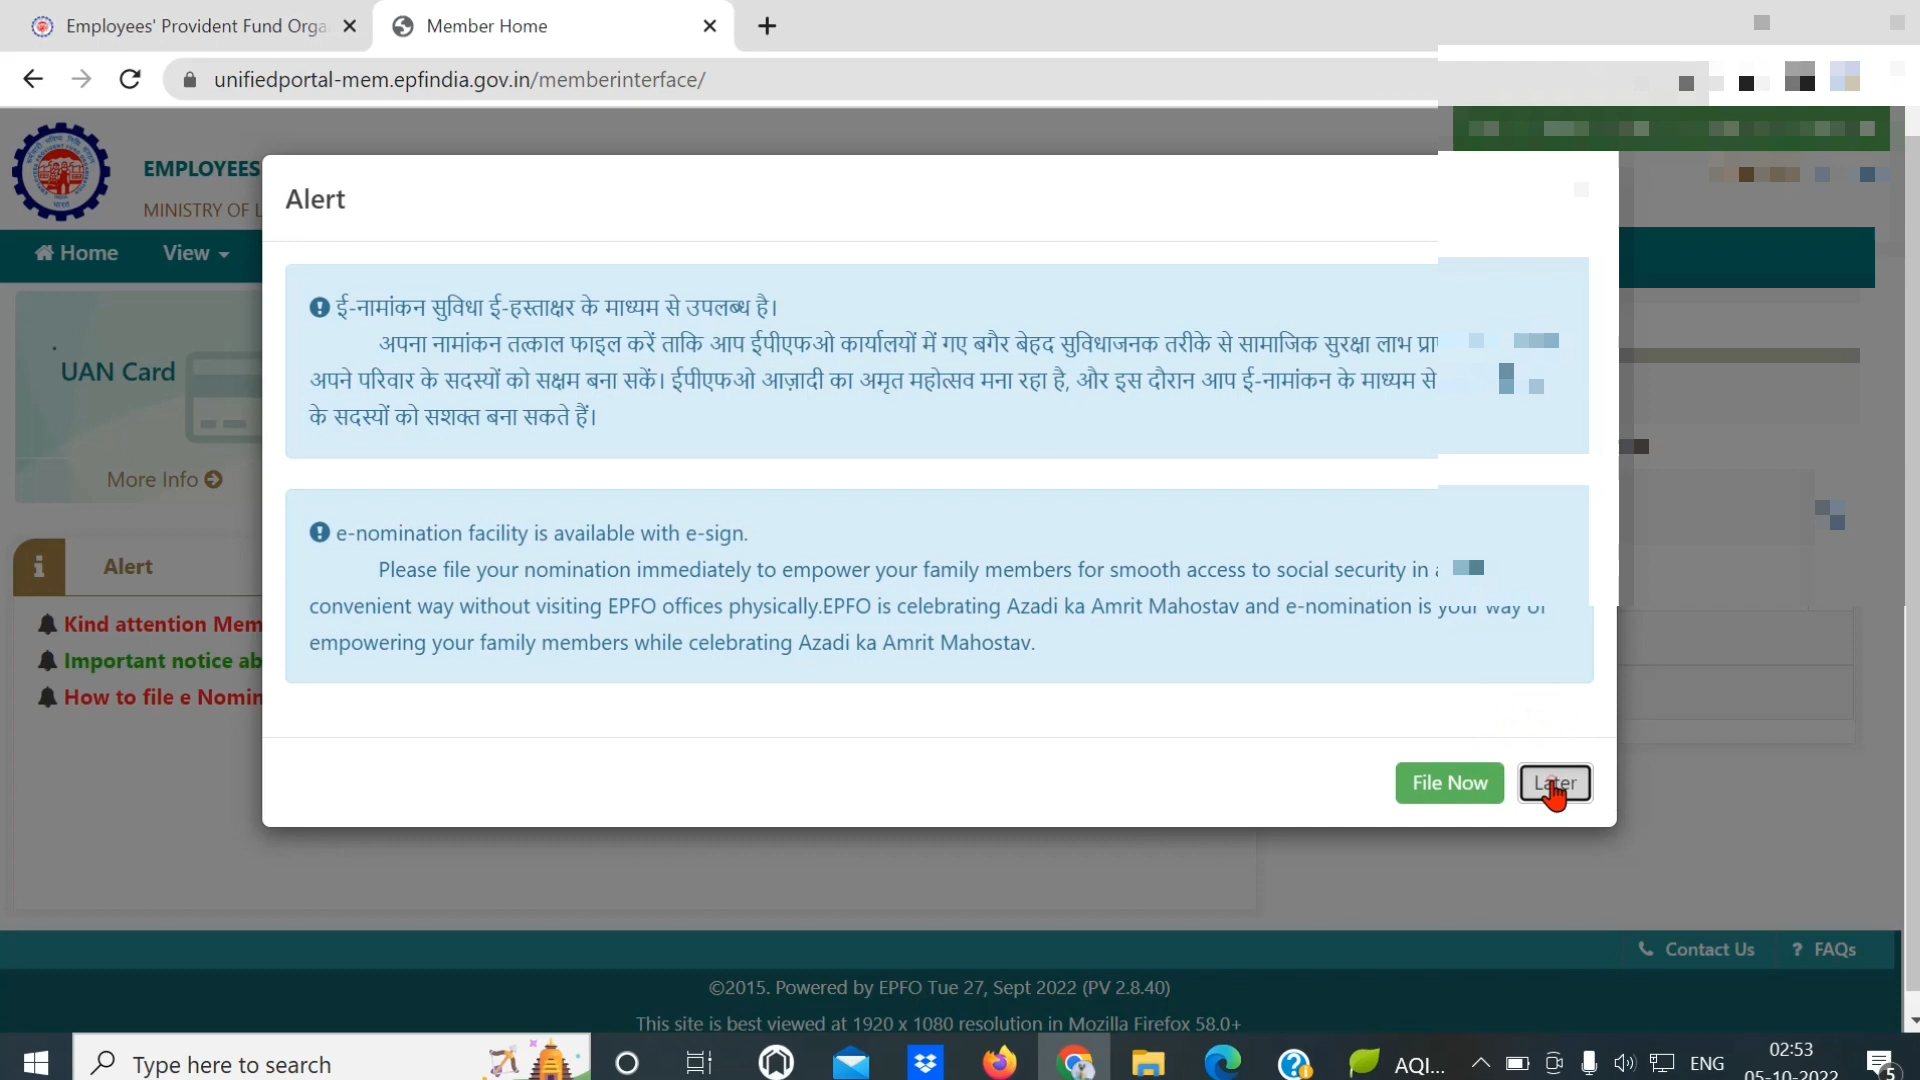 Employees' Provident Fund Orga
Member Home
unifiedportal-mem.epfindia.gov.in/memberinterface/
EMPLOYEES
MINISTRY OF L
Home View
Alert
ई-नामांकन सुविधा ई-हस्ताक्षर के माध्यम से उपलब्ध है।
अपना नामांकन तत्काल फाइल करें ताकि आप ईपीएफओ कार्यालयों में गए बगैर बेहद सुविधाजनक तरीके से सामाजिक सुरक्षा लाभ
अपने परिवार के सदस्यों को सक्षम बना सकें। ईपीएफओ आज़ादी का अमृत महोत्सव मना रहा है, और इस दौरान आप ई-नामांकन के माध्यम से
के सदस्यों को सशक्त बना सकते हैं।
e-nomination facility is available with e-sign.
Please file your nomination immediately to empower your family members for smooth access to social security in
convenient way without visiting EPFO offices physically.EPFO is celebrating Azadi ka Amrit Mahostav and e-nomination is your way of
empowering your family members while celebrating Azadi ka Amrit Mahostav.
File Now Later
UAN Card
More Info
Alert
Kind attention Mem
Important notice ab
How to file e Nomin
Contact Us ? FAQs
©2015. Powered by EPFO Tue 27, Sept 2022 (PV 2.8.40)
This site is best viewed at 1920 x 1080 resolution in Mozilla Firefox 58.0+
Type here to search
AQI... ENG 02:53
05-10-2022 5